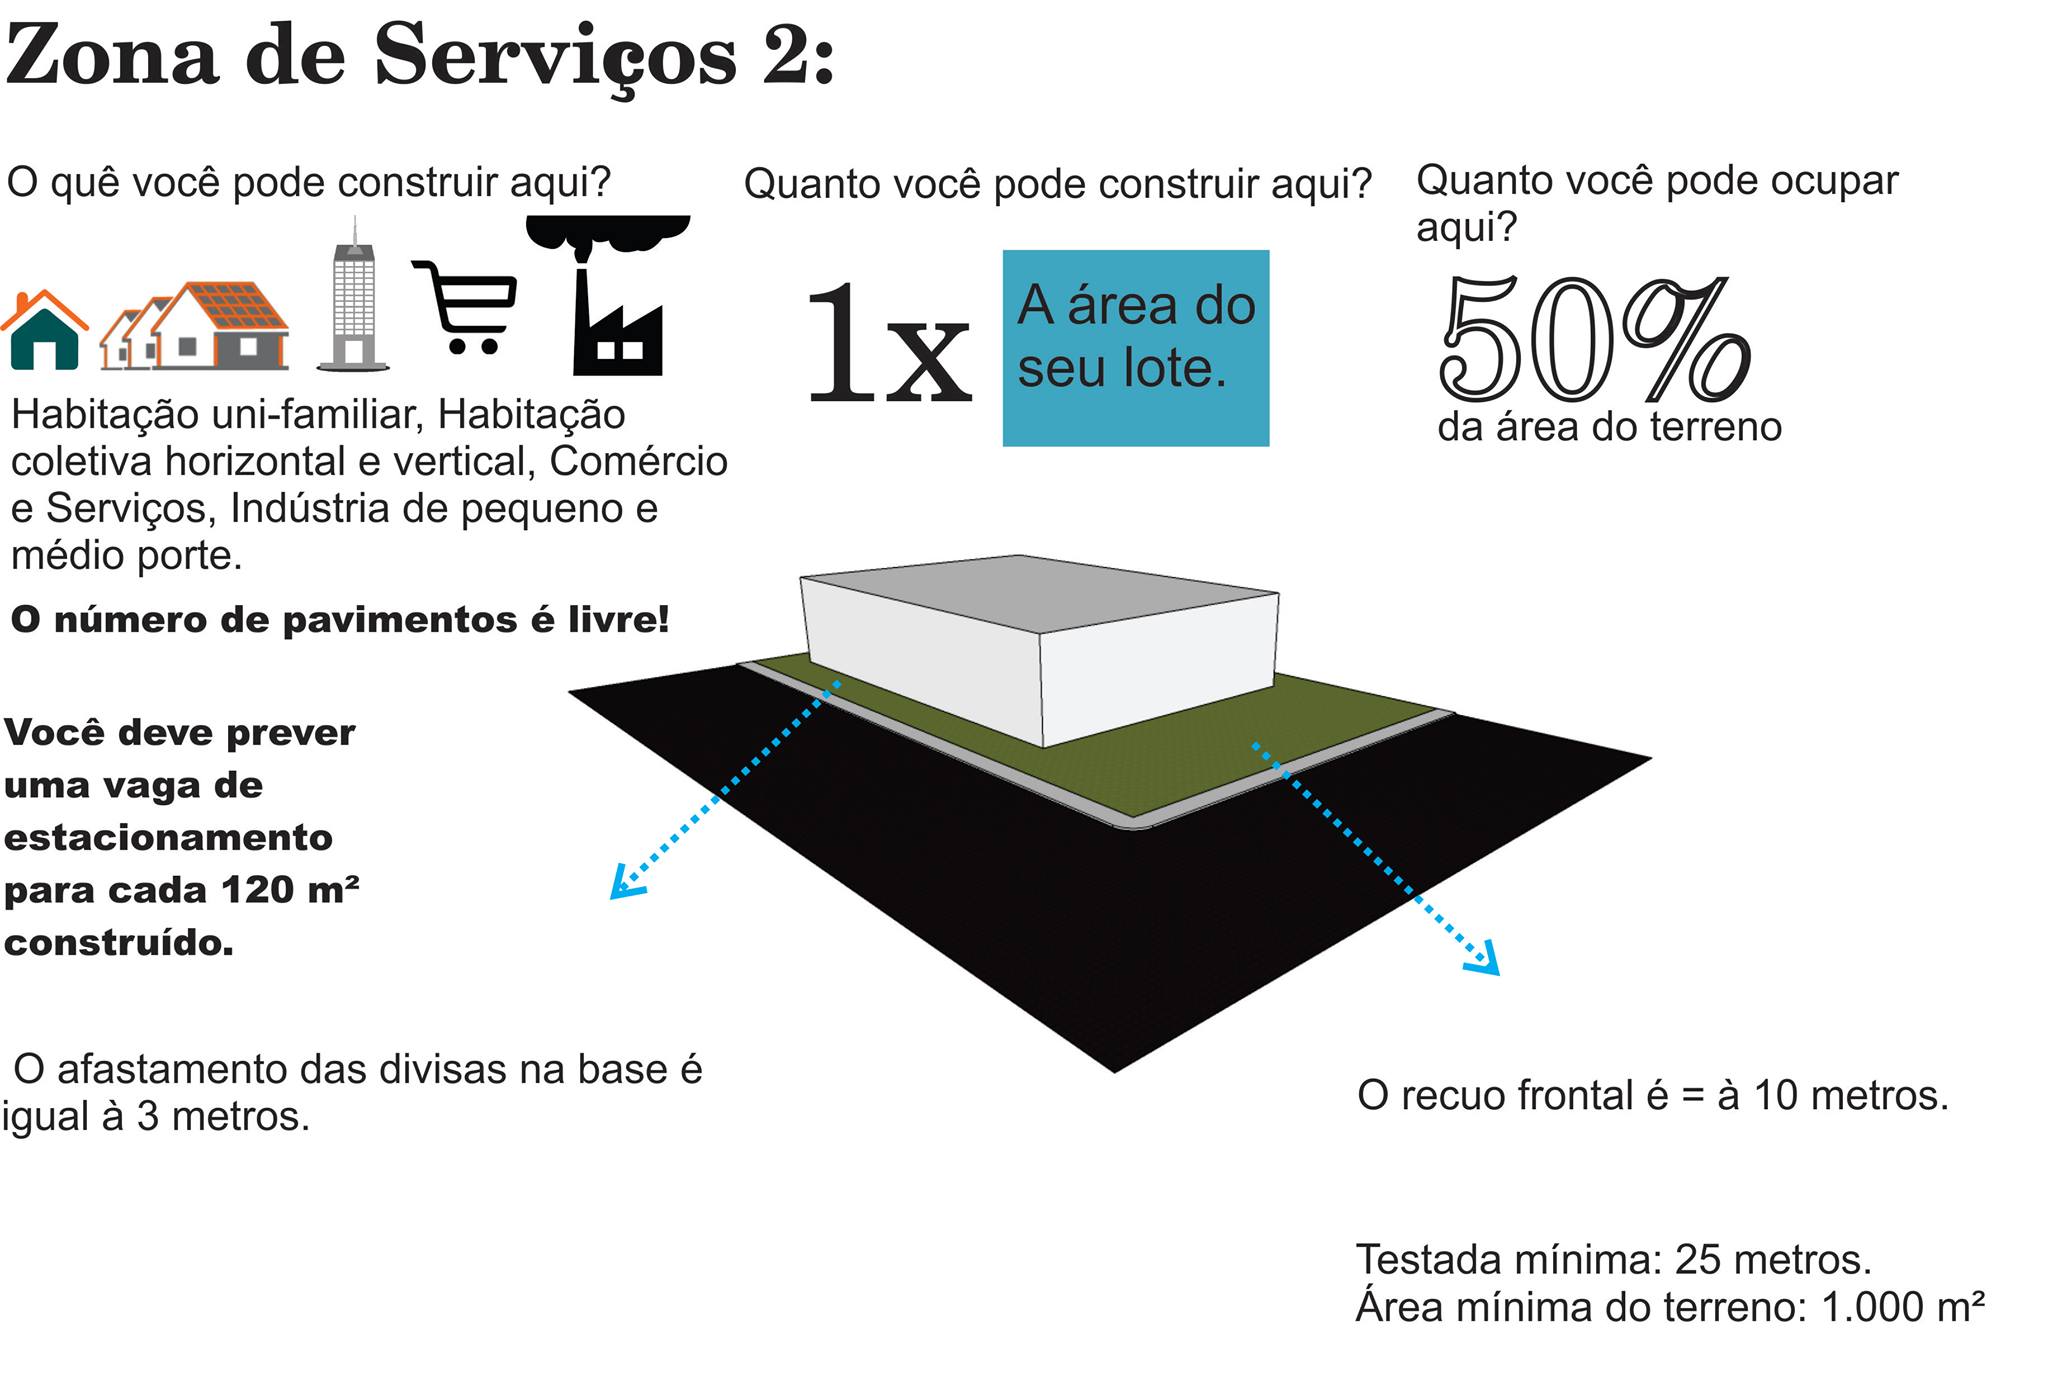 Zona de Serviços 2:
O quê você pode construir aqui?
Habitação uni-familiar, Habitação
coletiva horizontal e vertical, Comércio
e Serviços, Indústria de pequeno e
médio porte.
O número de pavimentos é livre!
Quanto você pode construir aqui?
1x
A área do
seu lote.
Quanto você pode ocupar
aqui?
50%
da área do terreno
Você deve prever
uma vaga de
estacionamento
para cada 120 m²
construído.
O afastamento das divisas na base é
igual à 3 metros.
O recuo frontal é = à 10 metros.
Testada mínima: 25 metros.
Área mínima do terreno: 1.000 m²